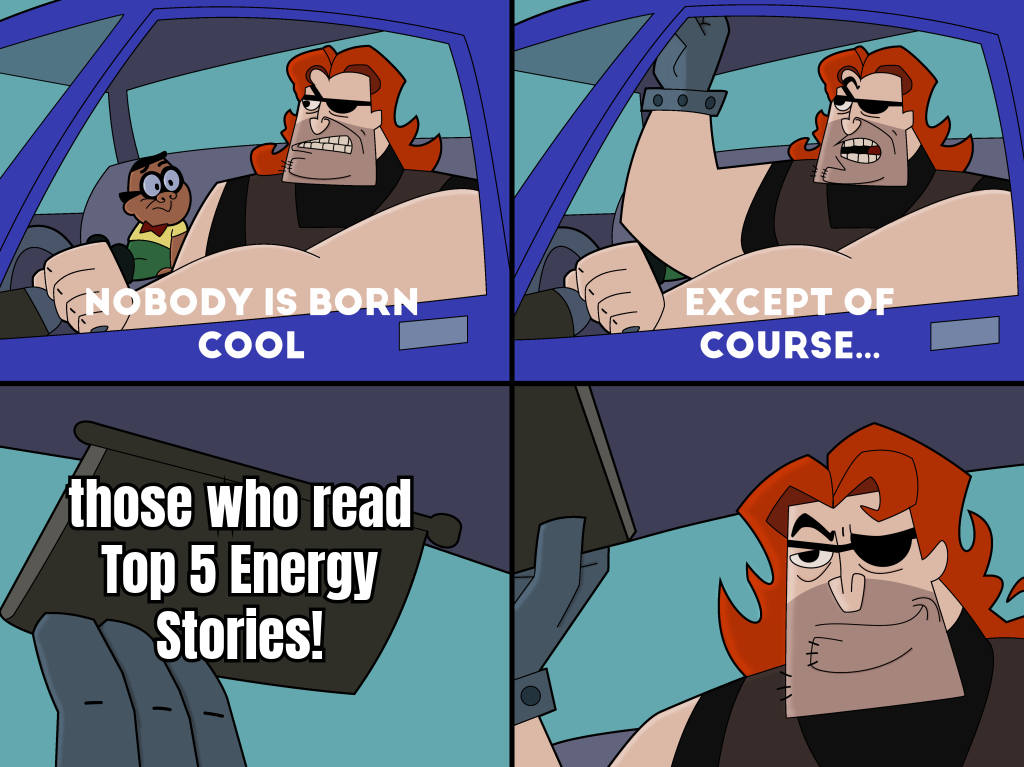 NOBODY IS BORN
COOL
EXCEPT OF
COURSE...
those who read
Top 5 Energy
Stories!